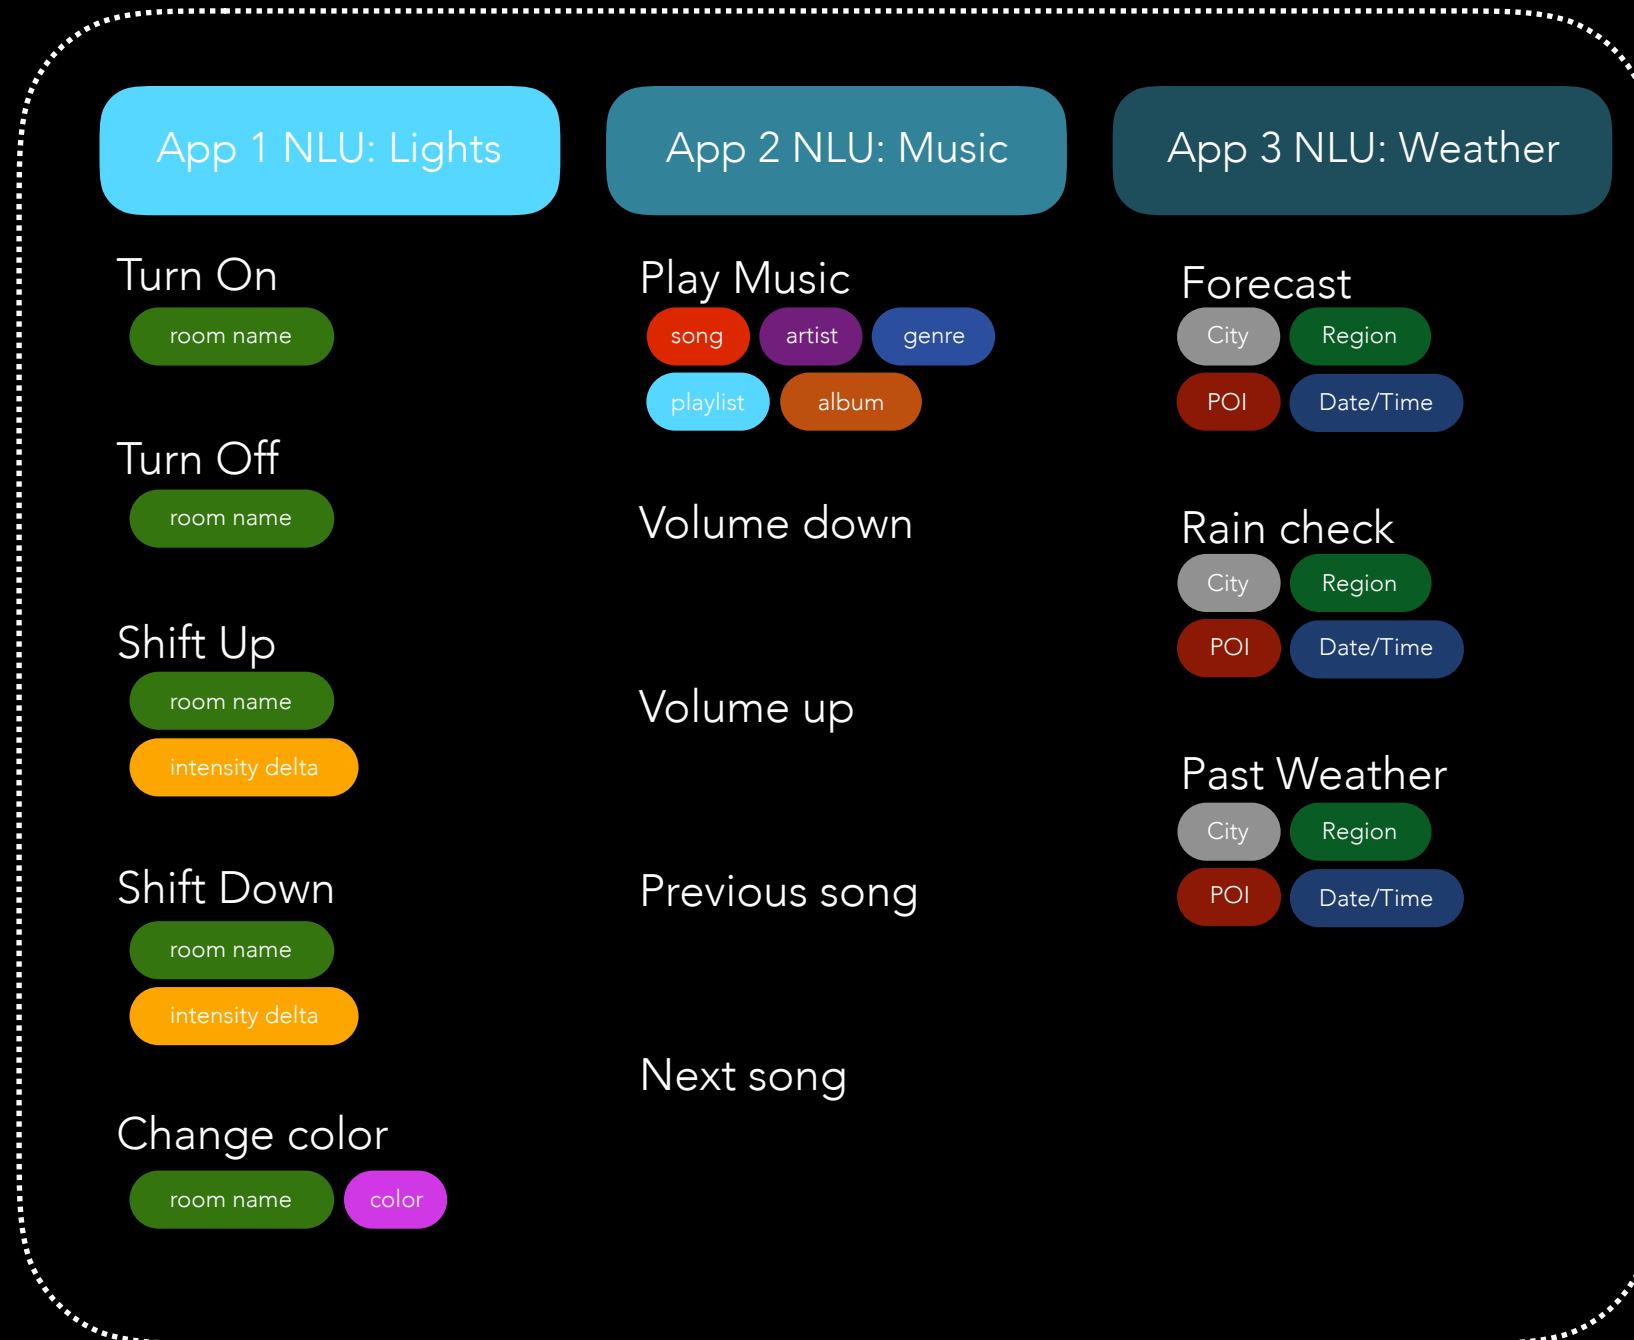 App 1 NLU: Lights
Turn On
room name
Turn Off
room name
Shift Up
room name
intensity delta
Shift Down
room name
intensity delta
Change color
room name color
App 2 NLU: Music
Play Music
song artist genre
playlist album
Volume down
Volume up
Previous song
Next song
App 3 NLU: Weather
Forecast
City Region
POI Date/Time
Rain check
City Region
POI Date/Time
Past Weather
City Region
POI Date/Time